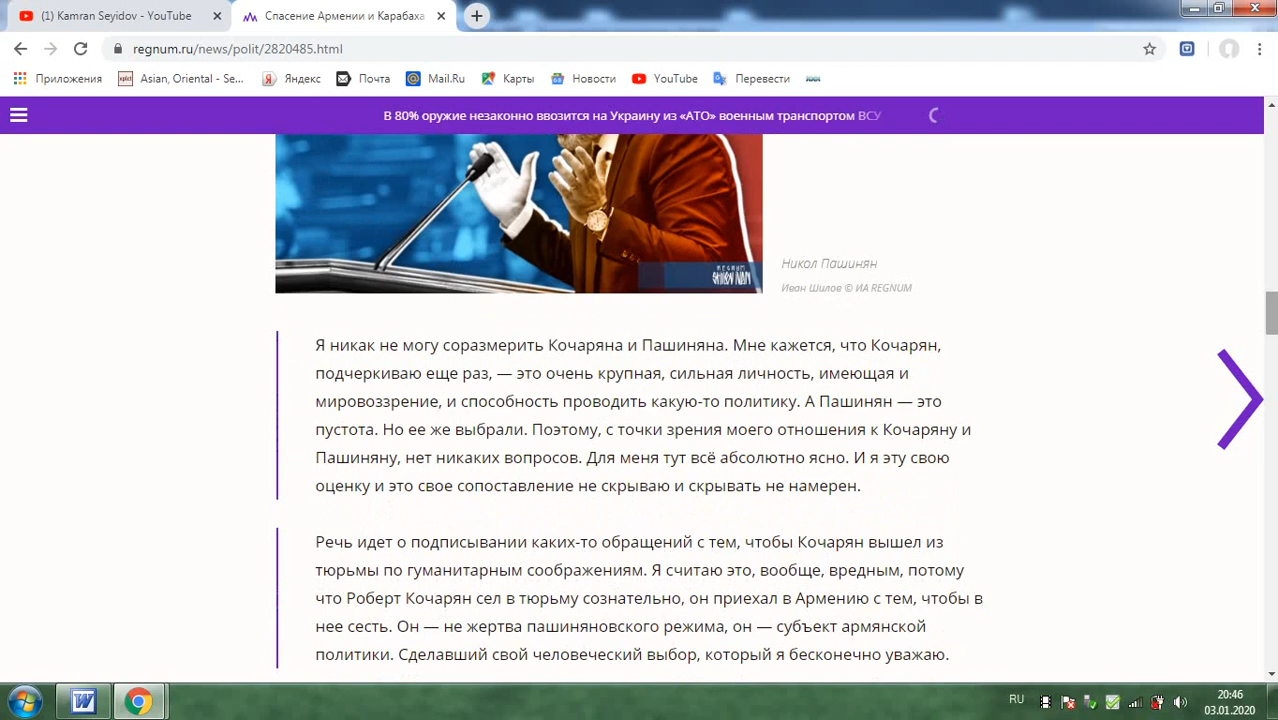 (1) Kamran Seyidov - YouTube
Спасение Армении и Карабаха
regnum.ru/news/polit/2820485.html
Приложения
Asian, Oriental - Se...
Яндекс
Почта
Mail.Ru
Карты
Новости
YouTube
Перевести
В 80% оружие незаконно ввозится на Украину из «АТО» военным транспортом ВСУ
REGNUM
SHILOV IVAN
Никол Пашинян
Иван Шилов © ИА REGNUM
Я никак не могу соразмерить Кочаряна и Пашиняна. Мне кажется, что Кочарян,
подчеркиваю еще раз, — это очень крупная, сильная личность, имеющая и
мировоззрение, и способность проводить какую-то политику. А Пашинян — это
пустота. Но ее же выбрали. Поэтому, с точки зрения моего отношения к Кочаряну и
Пашиняну, нет никаких вопросов. Для меня тут всё абсолютно ясно. И я эту свою
оценку и это свое сопоставление не скрываю и скрывать не намерен.
Речь идет о подписывании каких-то обращений с тем, чтобы Кочарян вышел из
тюрьмы по гуманитарным соображениям. Я считаю это, вообще, вредным, потому
что Роберт Кочарян сел в тюрьму сознательно, он приехал в Армению с тем, чтобы в
нее сесть. Он — не жертва пашиняновского режима, он — субъект армянской
политики. Сделавший свой человеческий выбор, который я бесконечно уважаю.
RU
20:46
03.01.2020